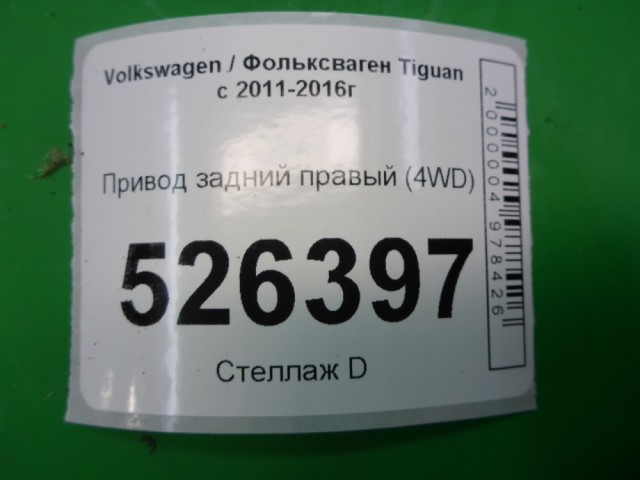 Volkswagen / Фольксваген Tiguan
с 2011-2016г
Привод задний правый (4WD)
526397
Стеллаж D
2000004978426